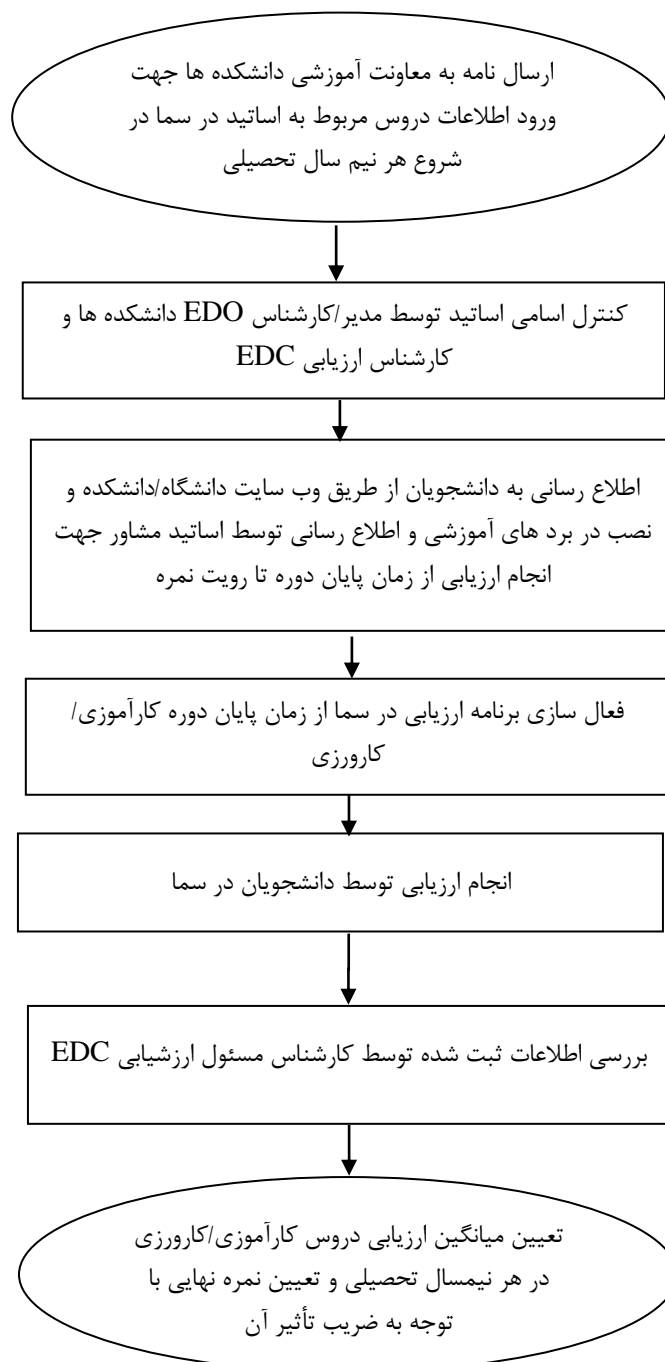 ارسال نامه به معاونت آموزشی دانشکده ها جهت
ورود اطلاعات دروس مربوط به اساتید در سما در
شروع هر نیم سال تحصیلی
کنترل اسامی اساتید توسط مدیر/کارشناس EDO دانشکده ها و
کارشناس ارزیابی EDC
اطلاع رسانی به دانشجویان از طریق وب سایت دانشگاه/دانشکده و
نصب در برد های آموزشی و اطلاع رسانی توسط اساتید مشاور جهت
انجام ارزیابی از زمان پایان دوره تا رویت نمره
فعال سازی برنامه ارزیابی در سما از زمان پایان دوره کارآموزی/
کارورزی
انجام ارزیابی توسط دانشجویان در سما
بررسی اطلاعات ثبت شده توسط کارشناس مسئول ارزشیابی EDC
تعیین میانگین ارزیابی دروس کارآموزی/کارورزی
در هر نیمسال تحصیلی و تعیین نمره نهایی با
توجه به ضریب تأثیر آن